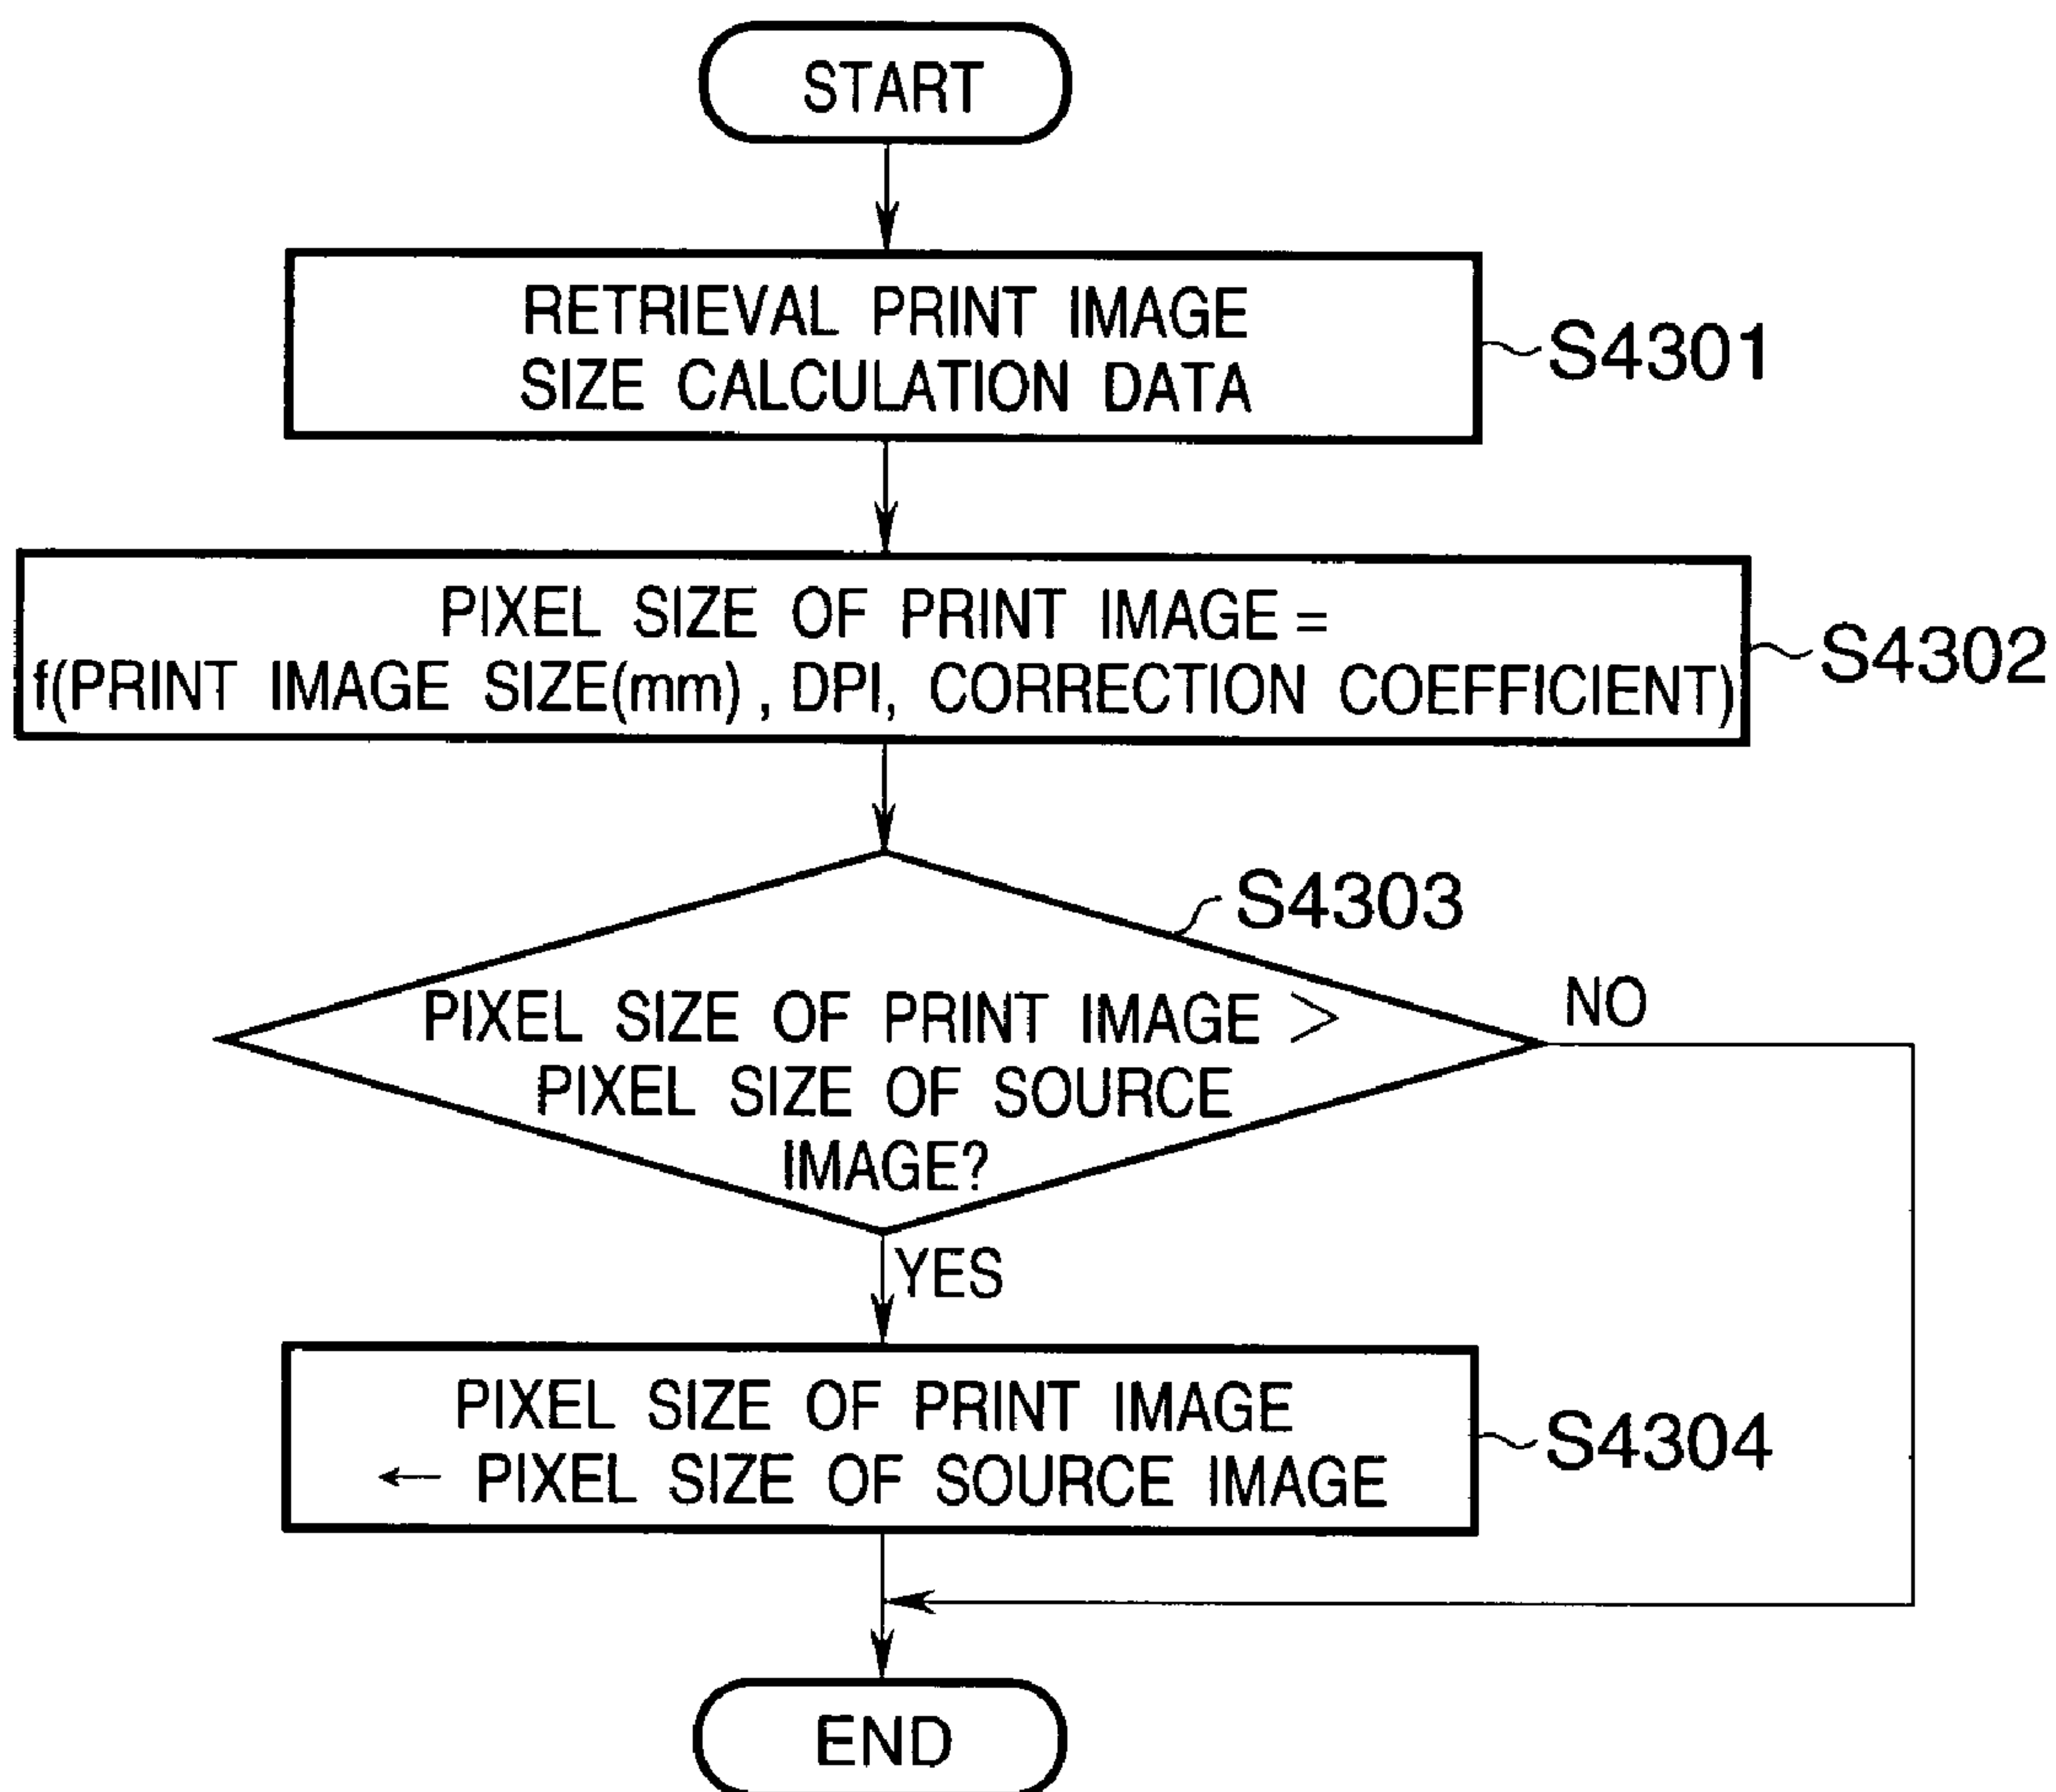 START
RETRIEVAL PRINT IMAGE
SIZE CALCULATION DATA
S4301
PIXEL SIZE OF PRINT IMAGE =
f(PRINT IMAGE SIZE(mm), DPI, CORRECTION COEFFICIENT)
S4302
S4303
PIXEL SIZE OF PRINT IMAGE >
PIXEL SIZE OF SOURCE
IMAGE?
NO
YES
PIXEL SIZE OF PRINT IMAGE
← PIXEL SIZE OF SOURCE IMAGE
S4304
END